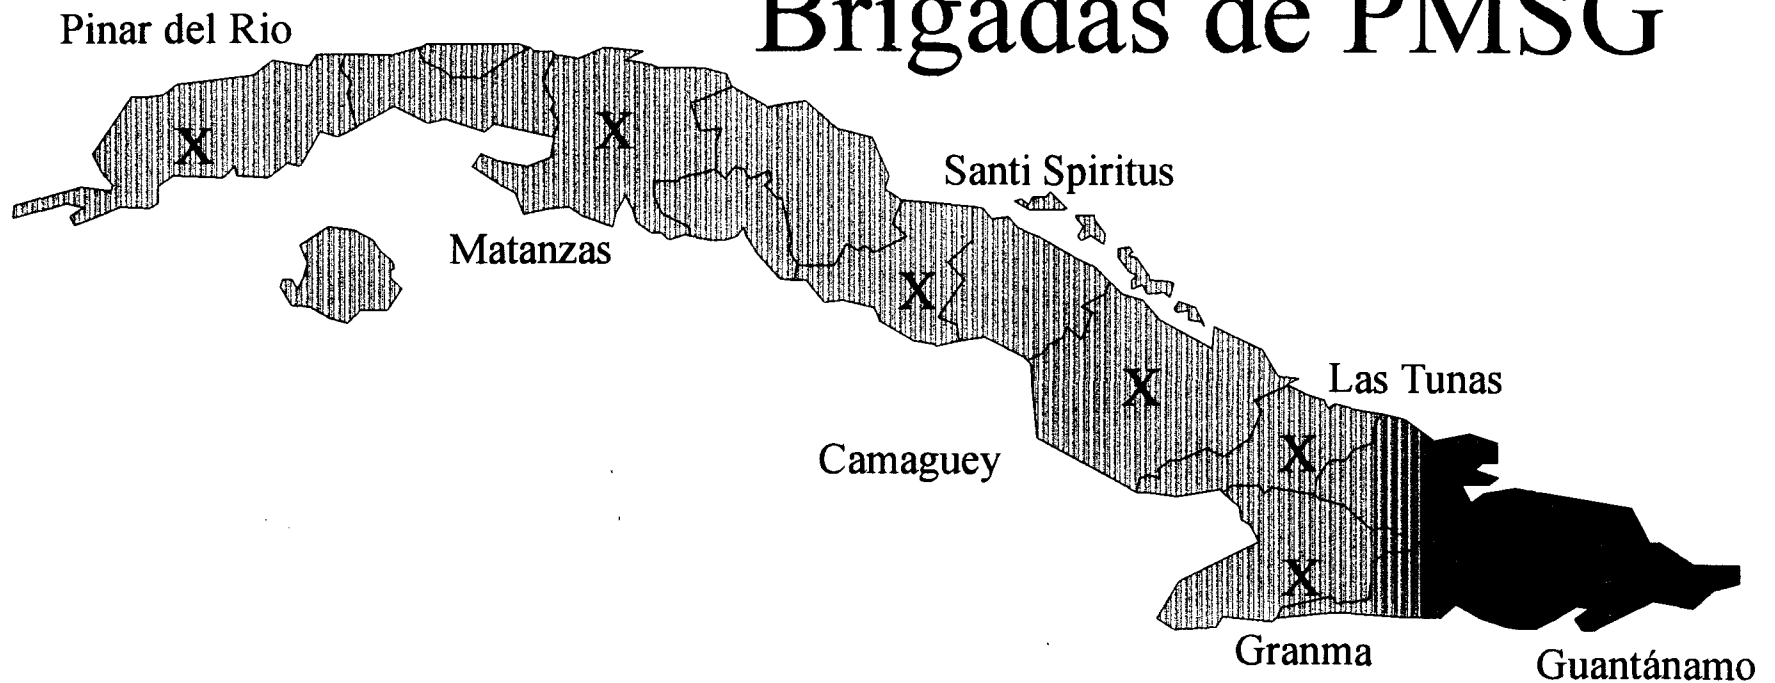 Brigadas de PMSG
Pinar del Rio
X
X
Santi Spiritus
Matanzas
X
Las Tunas
X
Camaguey
X
X
Granma
Guantánamo